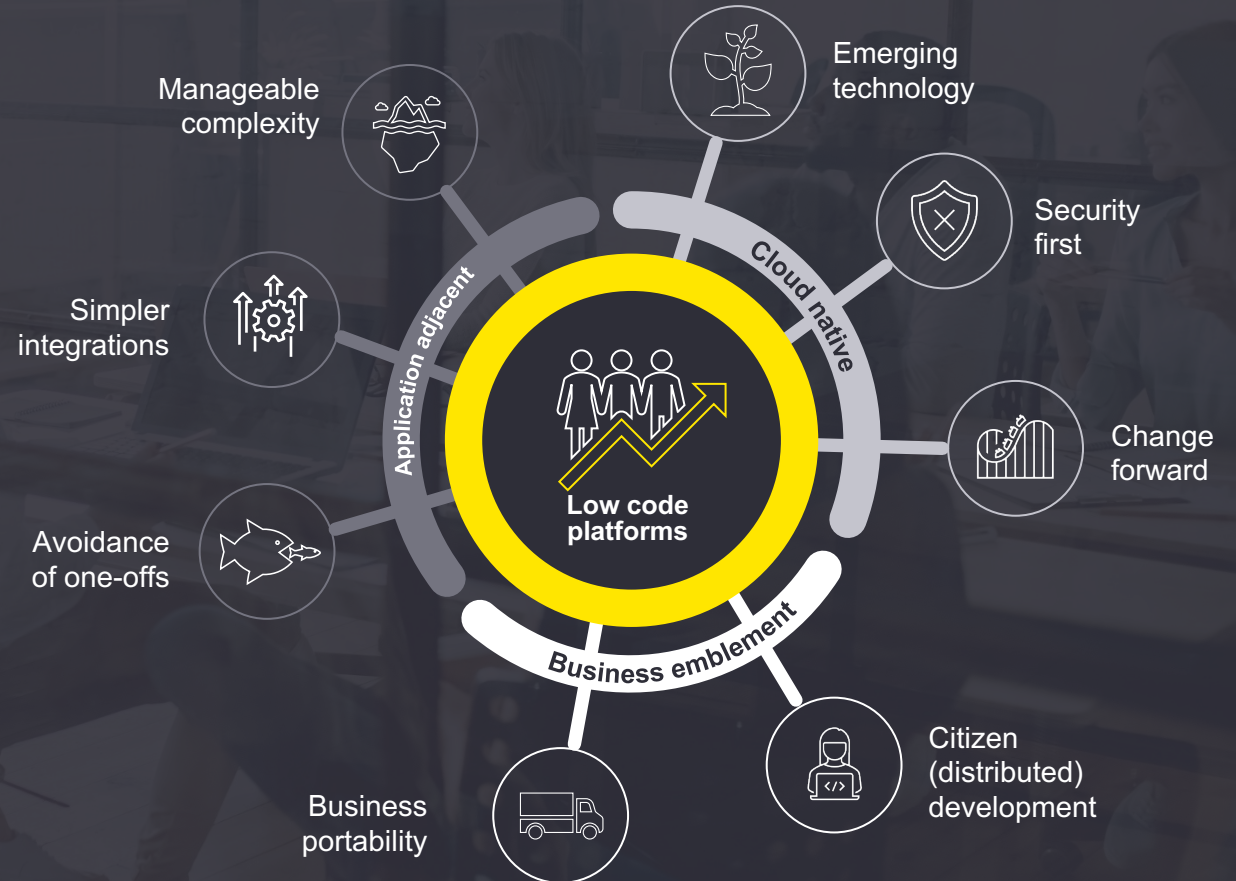 Emerging
technology
Manageable
complexity
Security
first
Cloud native
Application adjacent
Simpler
integrations
Change
forward
Low code
platforms
Avoidance
of one-offs
Business emblement
Citizen
(distributed)
development
</>
Business
portability